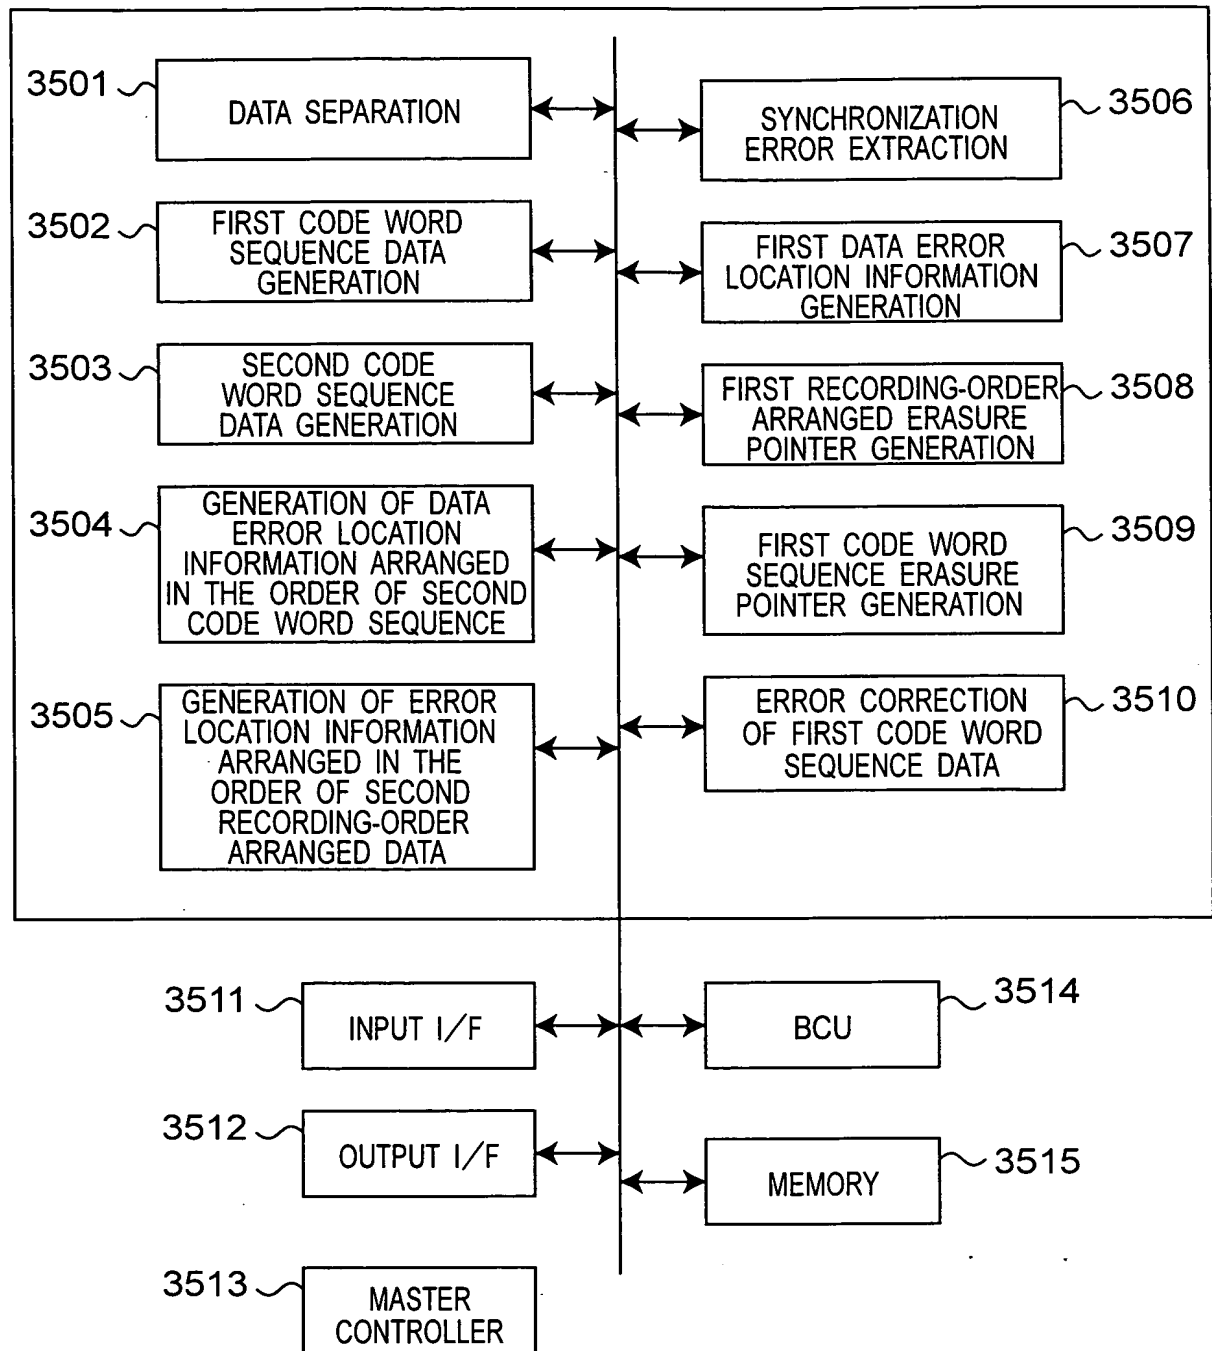 3501
DATA SEPARATION
3502
FIRST CODE WORD
SEQUENCE DATA
GENERATION
3503
SECOND CODE
WORD SEQUENCE
DATA GENERATION
3504
GENERATION OF DATA
ERROR LOCATION
INFORMATION ARRANGED
IN THE ORDER OF SECOND
CODE WORD SEQUENCE
3505
GENERATION OF ERROR
LOCATION INFORMATION
ARRANGED IN THE
ORDER OF SECOND
RECORDING-ORDER
ARRANGED DATA
3506
SYNCHRONIZATION
ERROR EXTRACTION
3507
FIRST DATA ERROR
LOCATION INFORMATION
GENERATION
3508
FIRST RECORDING-ORDER
ARRANGED ERASURE
POINTER GENERATION
3509
FIRST CODE WORD
SEQUENCE ERASURE
POINTER GENERATION
3510
ERROR CORRECTION
OF FIRST CODE WORD
SEQUENCE DATA
3511
INPUT I/F
3512
OUTPUT I/F
3513
MASTER
CONTROLLER
3514
BCU
3515
MEMORY